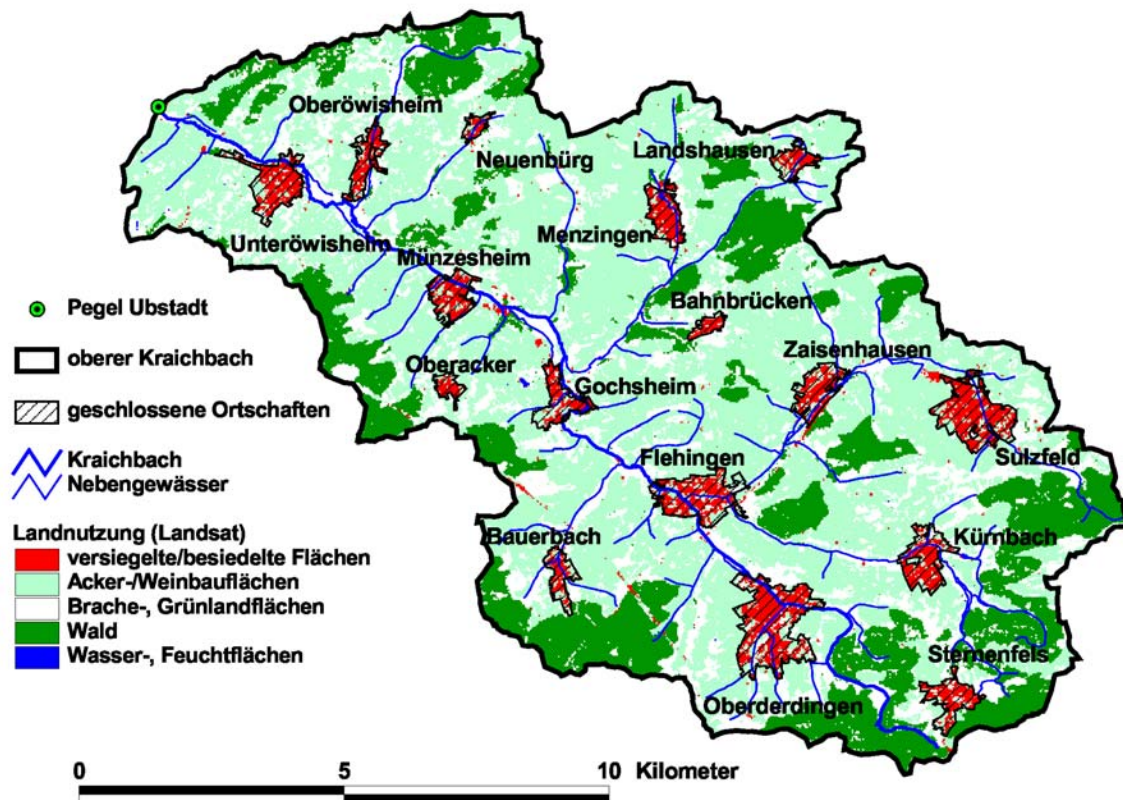 Oberöwisheim
Neuenbürg
Landshausen
Unteröwisheim
Münzesheim
Menzingen
Bahnbrücken
Oberacker
Gochsheim
Zaisenhausen
Flehingen
Sulzfeld
Bauerbach
Kürnbach
Oberderdingen
Sternenfels
Pegel Ubstadt
oberer Kraichbach
geschlossene Ortschaften
Kraichbach
Nebengewässer
Landnutzung (Landsat)
versiegelte/besiedelte Flächen
Acker-/Weinbauflächen
Brache-, Grünlandflächen
Wald
Wasser-, Feuchtflächen
0 5 10 Kilometer